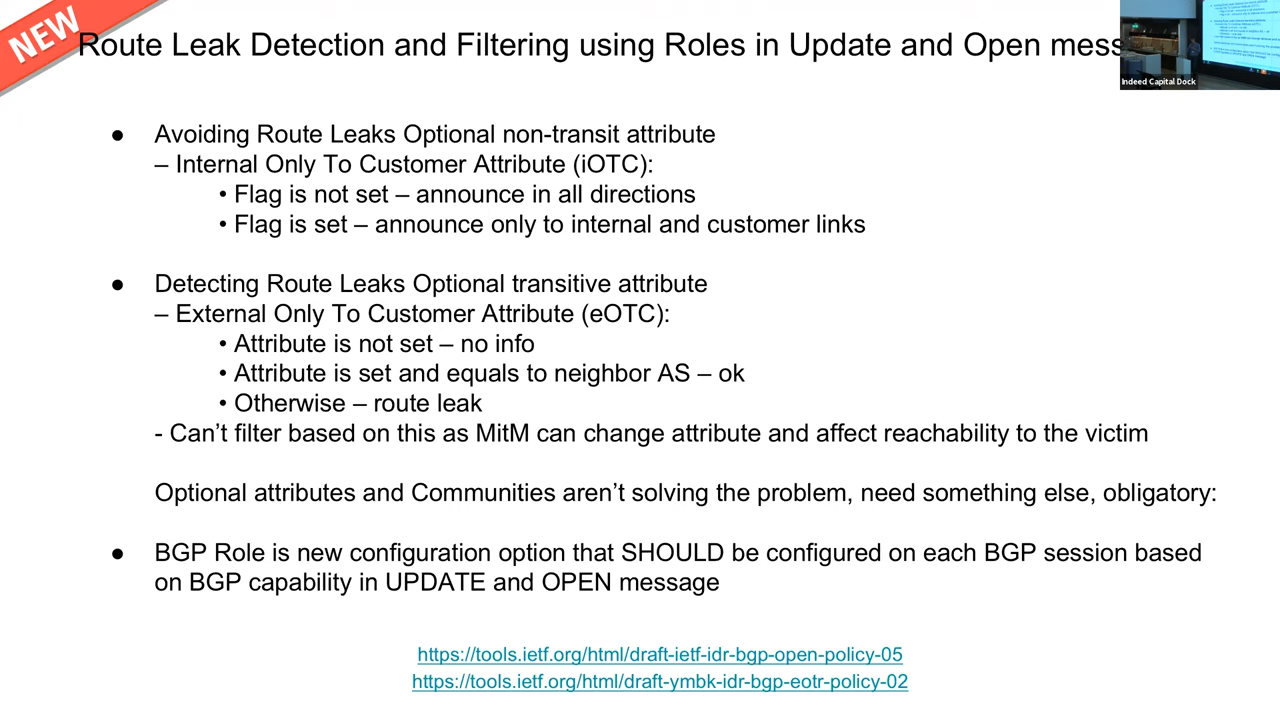 NEW
Route Leak Detection and Filtering using Roles in Update and Open mess
Indeed Capital Dock
● Avoiding Route Leaks Optional non-transit attribute
– Internal Only To Customer Attribute (iOTC):
• Flag is not set – announce in all directions
• Flag is set – announce only to internal and customer links
● Detecting Route Leaks Optional transitive attribute
– External Only To Customer Attribute (eOTC):
• Attribute is not set – no info
• Attribute is set and equals to neighbor AS – ok
• Otherwise – route leak
- Can’t filter based on this as MitM can change attribute and affect reachability to the victim
Optional attributes and Communities aren’t solving the problem, need something else, obligatory:
● BGP Role is new configuration option that SHOULD be configured on each BGP session based
on BGP capability in UPDATE and OPEN message
https://tools.ietf.org/html/draft-ietf-idr-bgp-open-policy-05
https://tools.ietf.org/html/draft-ymbk-idr-bgp-eotr-policy-02